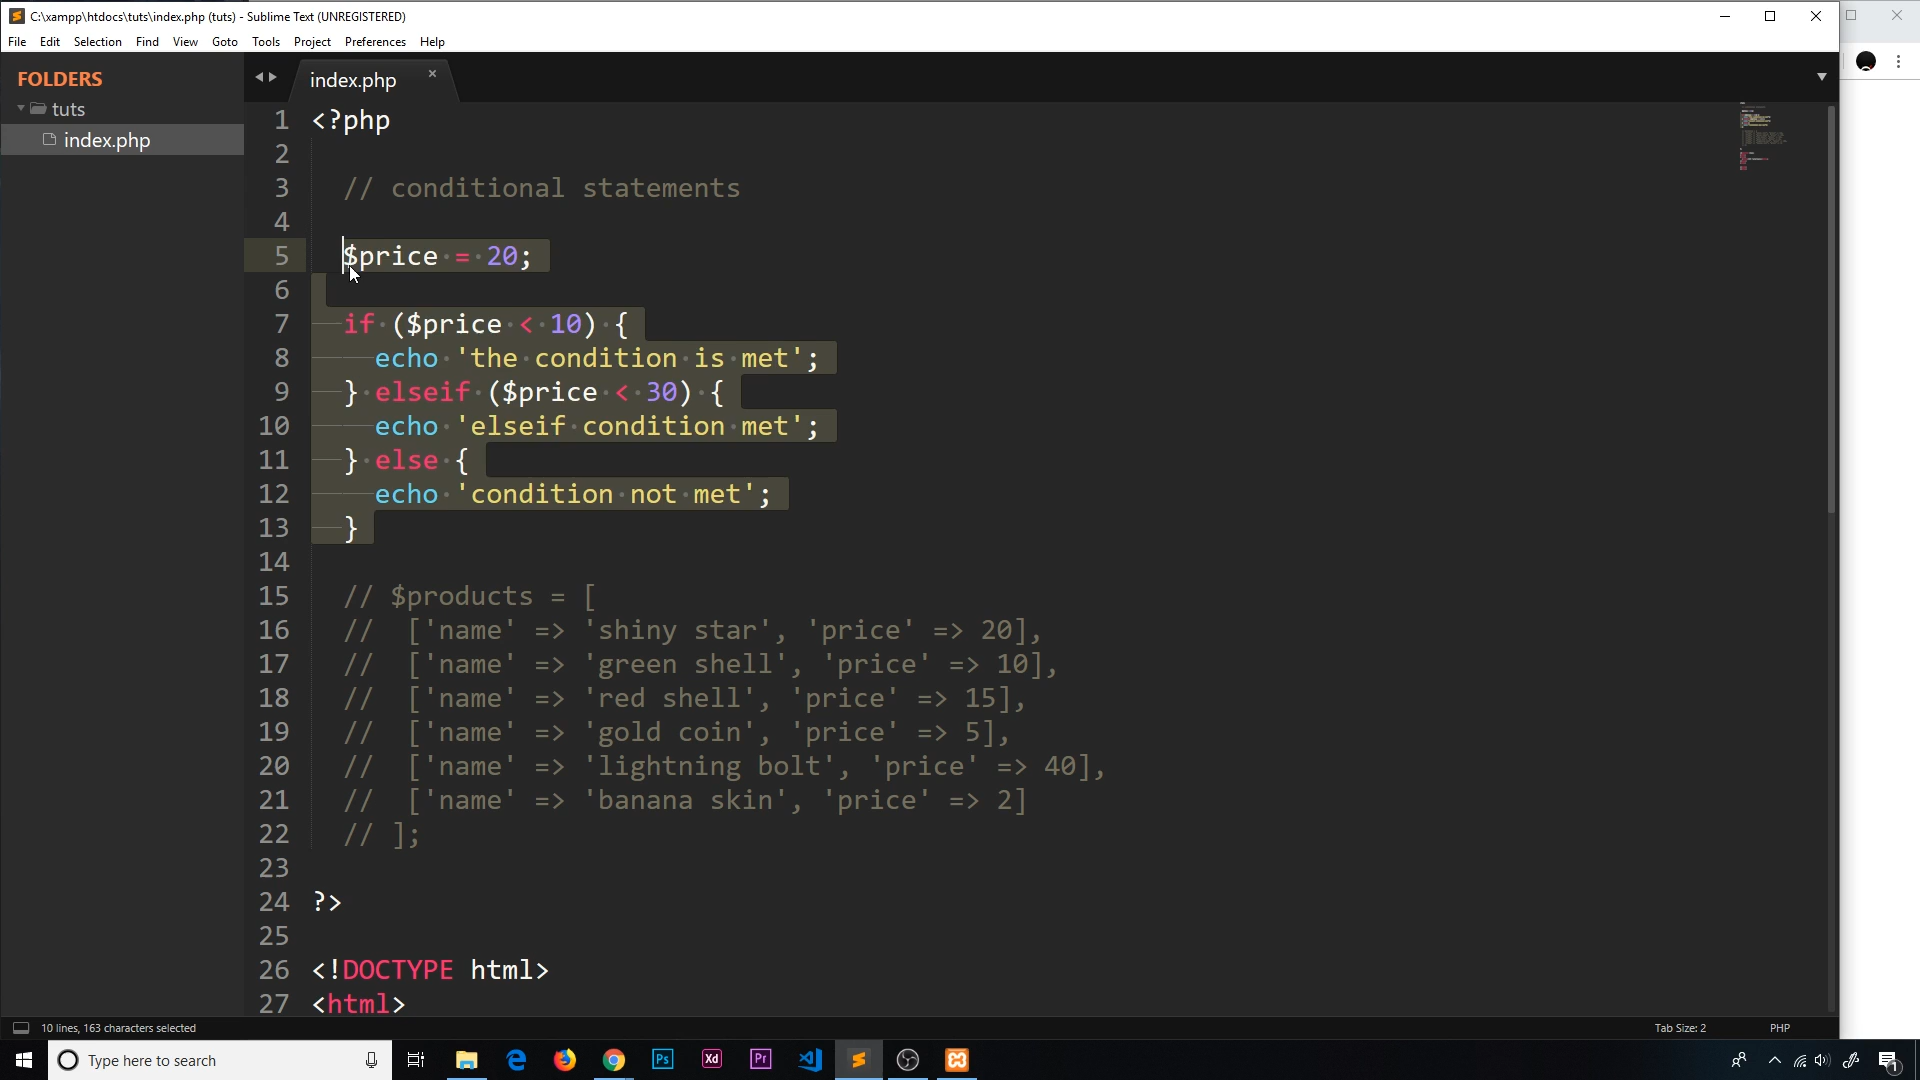 C:\xampp\htdocs\tuts\index.php (tuts) - Sublime Text (UNREGISTERED)
File Edit Selection Find View Goto Tools Project Preferences Help
FOLDERS
tuts
index.php
index.php
1 <?php
2
3 // conditional statements
4
5 $price = 20;
6
7 if ($price < 10) {
8 echo 'the condition is met';
9 } elseif ($price < 30) {
10 echo 'elseif condition met';
11 } else {
12 echo 'condition not met';
13 }
14
15 // $products = [
16 // ['name' => 'shiny star', 'price' => 20],
17 // ['name' => 'green shell', 'price' => 10],
18 // ['name' => 'red shell', 'price' => 15],
19 // ['name' => 'gold coin', 'price' => 5],
20 // ['name' => 'lightning bolt', 'price' => 40],
21 // ['name' => 'banana skin', 'price' => 2]
22 // ];
23
24 ?>
25
26 <!DOCTYPE html>
27 <html>
10 lines, 163 characters selected
Tab Size: 2 PHP
Type here to search
Ps Xd Pr
1